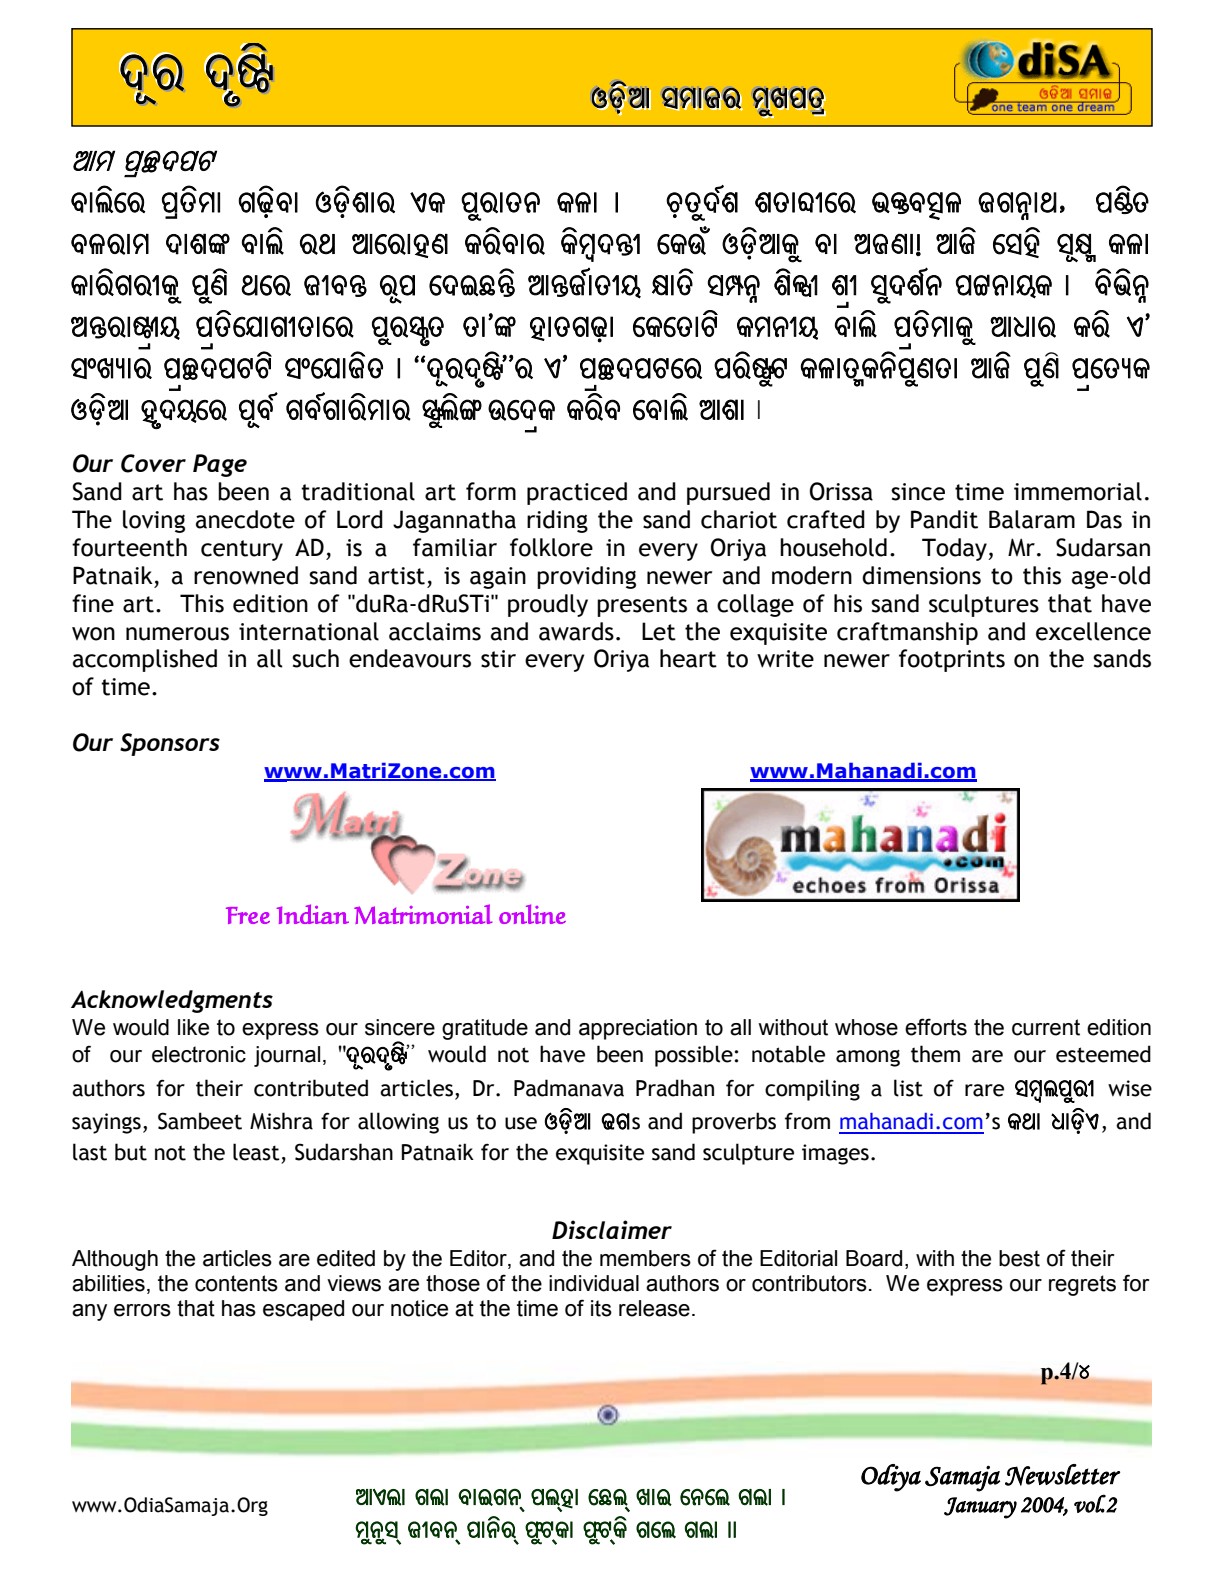 ଦୂର ଦୃଷ୍ଟି
ଓଡ଼ିଆ ସମାଜର ମୁଖପତ୍ର
diSA
ଓଡିଆ ସମାଜ
one team one dream
ଆମ ପ୍ରଚ୍ଛଦପଟ
ବାଲିରେ ପ୍ରତିମା ଗଢ଼ିବା ଓଡ଼ିଶାର ଏକ ପୁରାତନ କଳା । ଚତୁର୍ଦ୍ଦଶ ଶତାବ୍ଦୀରେ ଭକ୍ତବତ୍ସଳ ଜଗନ୍ନାଥ, ପଣ୍ଡିତ
ବଳରାମ ଦାଶଙ୍କ ବାଲି ରଥ ଆରୋହଣ କରିବାର କିମ୍ବଦନ୍ତୀ କେଉଁ ଓଡ଼ିଆକୁ ବା ଅଜଣା! ଆଜି ସେହି ସୂକ୍ଷ୍ମ କଳା
କାରିଗରୀକୁ ପୁଣି ଥରେ ଜୀବନ୍ତ ରୂପ ଦେଇଛନ୍ତି ଆନ୍ତର୍ଜାତୀୟ କ୍ଷାତି ସମ୍ପନ୍ନ ଶିଳ୍ପୀ ଶ୍ରୀ ସୁଦର୍ଶନ ପଟ୍ଟନାୟକ । ବିଭିନ୍ନ
ଅନ୍ତରାଷ୍ଟ୍ରୀୟ ପ୍ରତିଯୋଗୀତାରେ ପୁରସ୍କୃତ ତା'ଙ୍କ ହାତଗଢ଼ା କେତୋଟି କମନୀୟ ବାଲି ପ୍ରତିମାକୁ ଆଧାର କରି ଏ'
ସଂଖ୍ୟାର ପ୍ରଚ୍ଛଦପଟଟି ସଂଯୋଜିତ । “ଦୂରଦୃଷ୍ଟି”ର ଏ' ପ୍ରଚ୍ଛଦପଟରେ ପରିଷ୍ଫୁଟ କଳାତ୍ମକନିପୁଣତା ଆଜି ପୁଣି ପ୍ରତ୍ୟେକ
ଓଡ଼ିଆ ହୃଦୟରେ ପୂର୍ବ ଗର୍ବଗାରିମାର ସ୍ଫୁଲିଙ୍ଗ ଉଦ୍ରେକ କରିବ ବୋଲି ଆଶା ।
Our Cover Page
Sand art has been a traditional art form practiced and pursued in Orissa since time immemorial.
The loving anecdote of Lord Jagannatha riding the sand chariot crafted by Pandit Balaram Das in
fourteenth century AD, is a familiar folklore in every Oriya household. Today, Mr. Sudarsan
Patnaik, a renowned sand artist, is again providing newer and modern dimensions to this age-old
fine art. This edition of "duRa-dRuSTi" proudly presents a collage of his sand sculptures that have
won numerous international acclaims and awards. Let the exquisite craftmanship and excellence
accomplished in all such endeavours stir every Oriya heart to write newer footprints on the sands
of time.
Our Sponsors
www.MatriZone.com www.Mahanadi.com
Matri
Zone
Free Indian Matrimonial online
mahanadi
.com
echoes from Orissa
Acknowledgments
We would like to express our sincere gratitude and appreciation to all without whose efforts the current edition
of our electronic journal, "ଦୂରଦୃଷ୍ଟି” would not have been possible: notable among them are our esteemed
authors for their contributed articles, Dr. Padmanava Pradhan for compiling a list of rare ସମ୍ବଲପୁରୀ wise
sayings, Sambeet Mishra for allowing us to use ଓଡ଼ିଆ ଢଗs and proverbs from mahanadi.com’s କଥା ଧାଡ଼ିଏ, and
last but not the least, Sudarshan Patnaik for the exquisite sand sculpture images.
Disclaimer
Although the articles are edited by the Editor, and the members of the Editorial Board, with the best of their
abilities, the contents and views are those of the individual authors or contributors. We express our regrets for
any errors that has escaped our notice at the time of its release.
p.4/୪
www.OdiaSamaja.Org
ଆଏଲା ଗଲା ବାଇଗନ୍ ପଲ୍ହା ଛେଲ୍ ଖାଇ ନେଲେ ଗଲା ।
ମୁନୁସ୍ ଜୀବନ୍ ପାନିର୍ ଫୁଟ୍କା ଫୁଟ୍କି ଗଲେ ଗଲା ॥
Odiya Samaja Newsletter
January 2004, vol.2